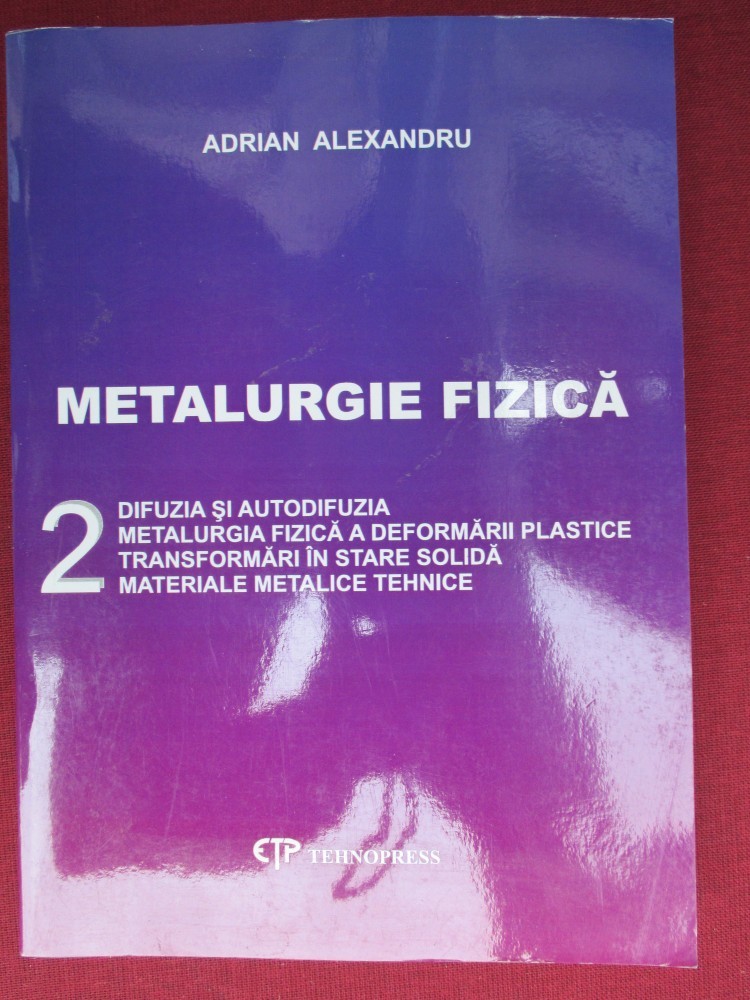 ADRIAN ALEXANDRU
METALURGIE FIZICĂ
2
DIFUZIA ŞI AUTODIFUZIA
METALURGIA FIZICĂ A DEFORMĂRII PLASTICE
TRANSFORMĂRI ÎN STARE SOLIDĂ
MATERIALE METALICE TEHNICE
ETP TEHNOPRESS